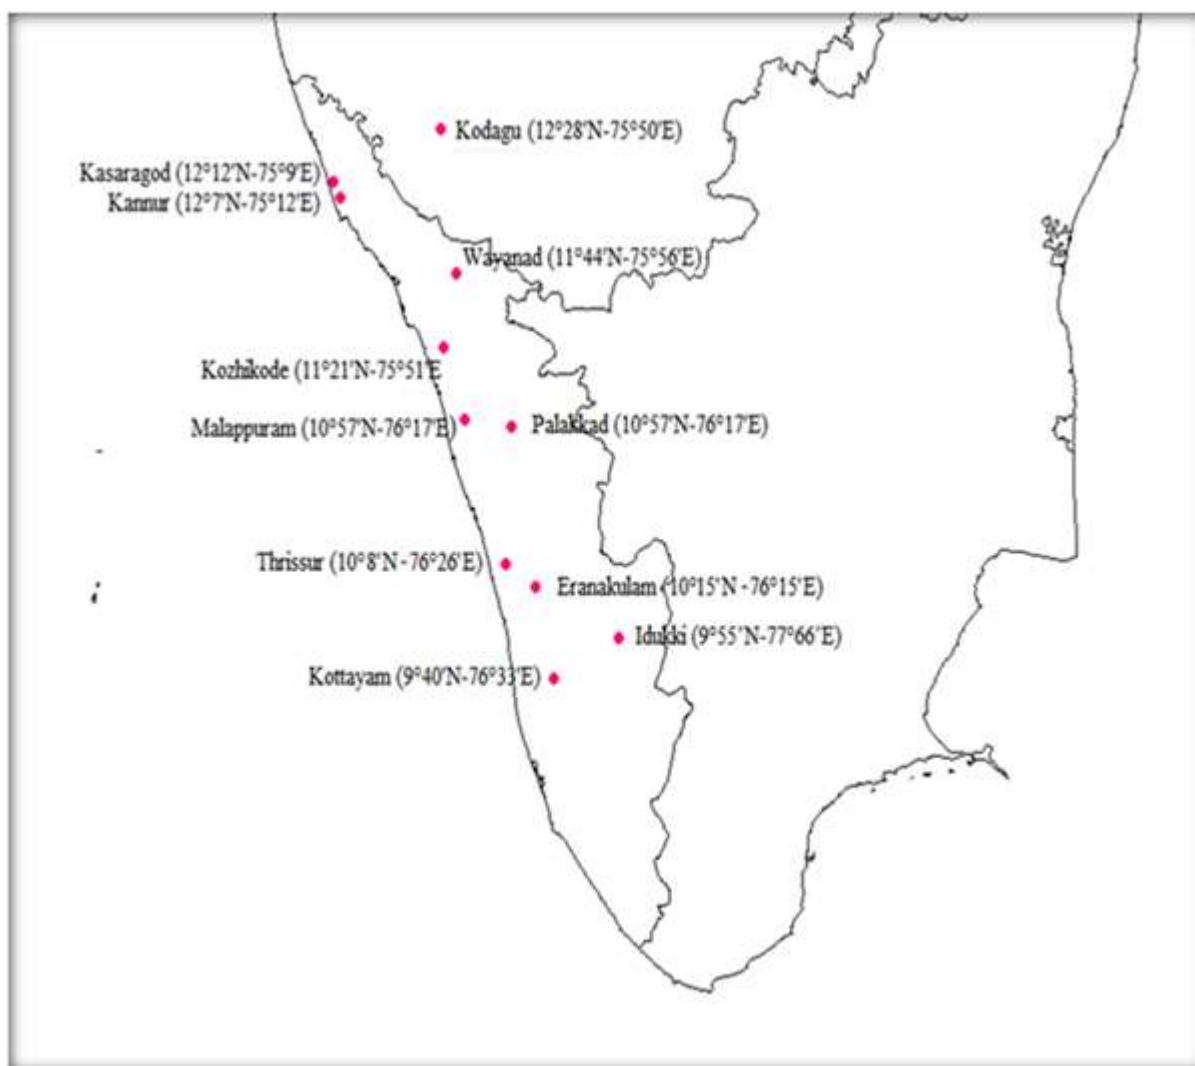 Kodagu (12°28'N-75°50'E)
Kasaragod (12°12'N-75°9'E)
Kannur (12°7'N-75°12'E)
Wayanad (11°44'N-75°56'E)
Kozhikode (11°21'N-75°51'E
Malappuram (10°57'N-76°17'E)
Palakkad (10°57'N-76°17'E)
Thrissur (10°8'N -76°26'E)
Eranakulam (10°15'N -76°15'E)
Idukki (9°55'N-77°66'E)
Kottayam (9°40'N-76°33'E)